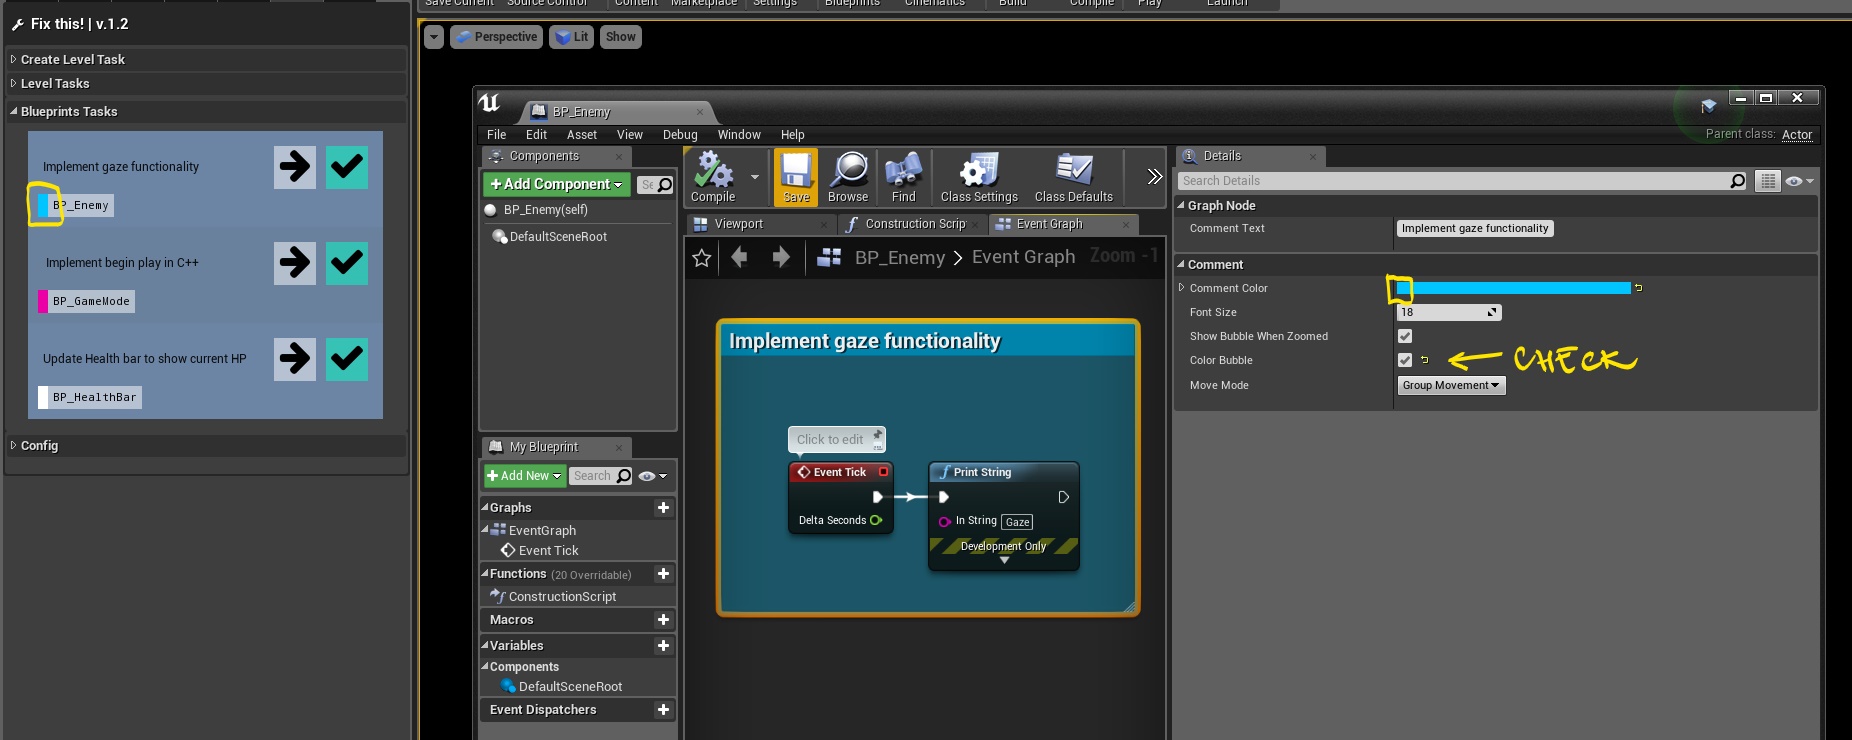 Save Current Source Control Content Marketplace Settings Blueprints Cinematics Build Compile Play Launch
Fix this! | v.1.2
Create Level Task
Level Tasks
Blueprints Tasks
Implement gaze functionality
BP_Enemy
Implement begin play in C++
BP_GameMode
Update Health bar to show current HP
BP_HealthBar
Config
Perspective Lit Show
BP_Enemy
File Edit Asset View Debug Window Help
Parent class: Actor
Components
+Add Component
Se
BP_Enemy(self)
DefaultSceneRoot
My Blueprint
+Add New Search
Graphs
EventGraph
Event Tick
Functions (20 Overridable)
ConstructionScript
Macros
Variables
Components
DefaultSceneRoot
Event Dispatchers
Compile Save Browse Find Class Settings Class Defaults
Viewport Construction Scrip Event Graph
BP_Enemy > Event Graph Zoom -1
Implement gaze functionality
Click to edit
Event Tick
Delta Seconds
Print String
In String Gaze
Development Only
Details
Search Details
Graph Node
Comment Text Implement gaze functionality
Comment
Comment Color
Font Size 18
Show Bubble When Zoomed
Color Bubble CHECK
Move Mode Group Movement